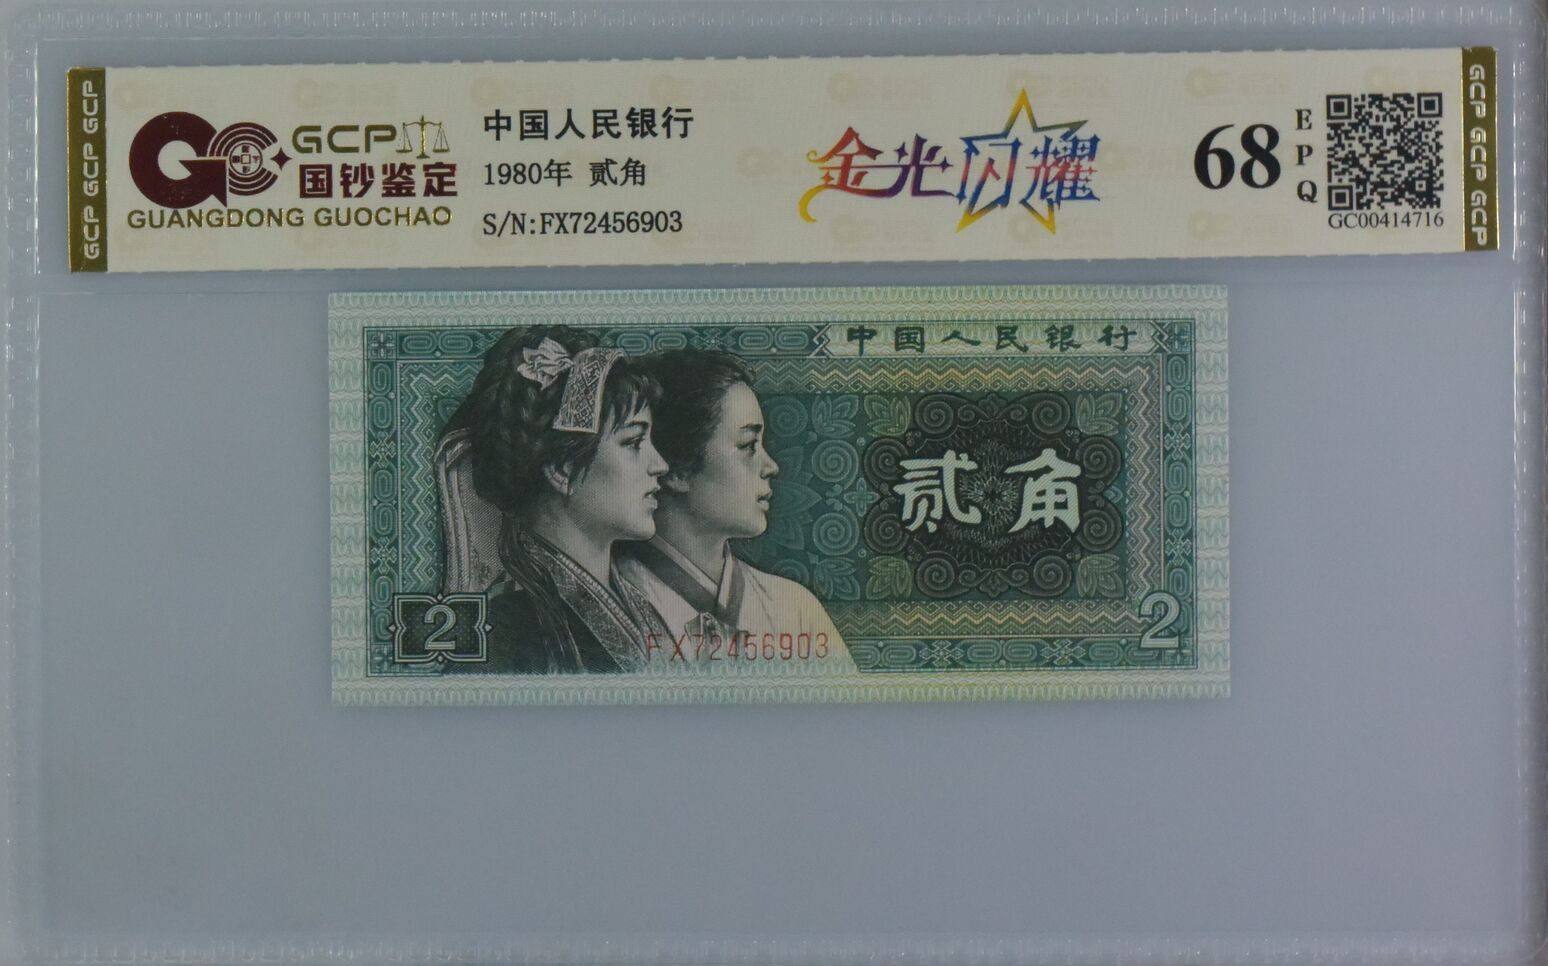 GCP GCP GCP
GCP
国钞鉴定
GUANGDONG GUOCHAO
中国人民银行
1980年 贰角
S/N:FX72456903
金光闪耀
68
EPQ
GC00414716
GCP GCP GCP
中国人民银行
贰角
2
2
FX72456903